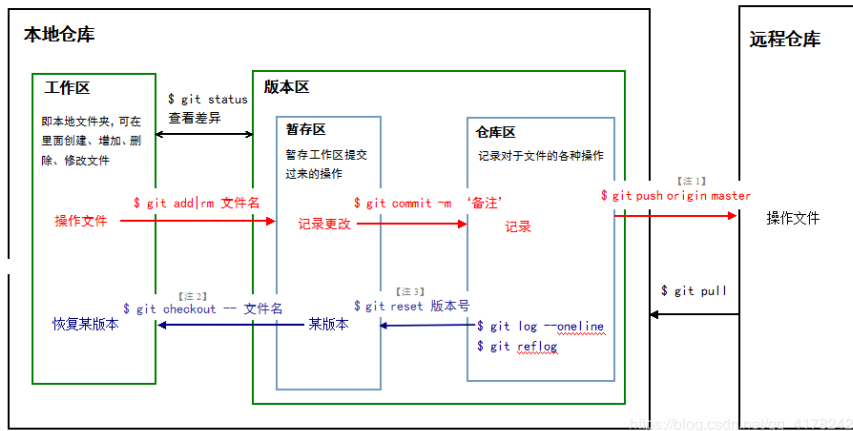 本地仓库
远程仓库
工作区
版本区
$ git status
查看差异
即本地文件夹，可在
里面创建、增加、删
除、修改文件
暂存区
暂存工作区提交
过来的操作
仓库区
记录对于文件的各种操作
【注1】
$ git add|rm 文件名
$ git commit -m ‘备注’
$ git push origin master
操作文件
记录更改
记录
操作文件
【注2】
【注3】
$ git pull
$ git checkout -- 文件名
$ git reset 版本号
恢复某版本
某版本
$ git log --oneline
$ git reflog
https://blog.csdn.net/qq_4178242